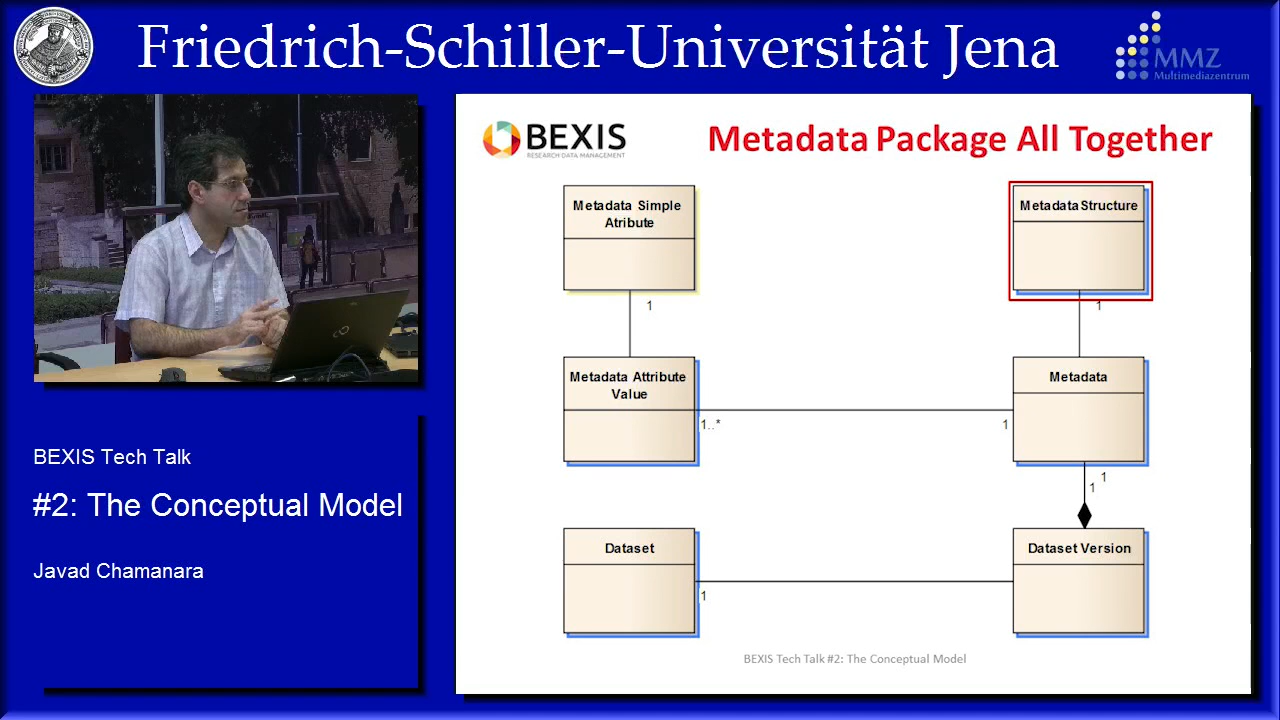 Friedrich-Schiller-Universität Jena
MMZ
Multimediazentrum
BEXIS Tech Talk
#2: The Conceptual Model
Javad Chamanara
BEXIS
RESEARCH DATA MANAGEMENT
Metadata Package All Together
Metadata Simple
Atribute
1
MetadataStructure
1
Metadata Attribute
Value
1..*
1
Metadata
1
1
Dataset
1
Dataset Version
BEXIS Tech Talk #2: The Conceptual Model